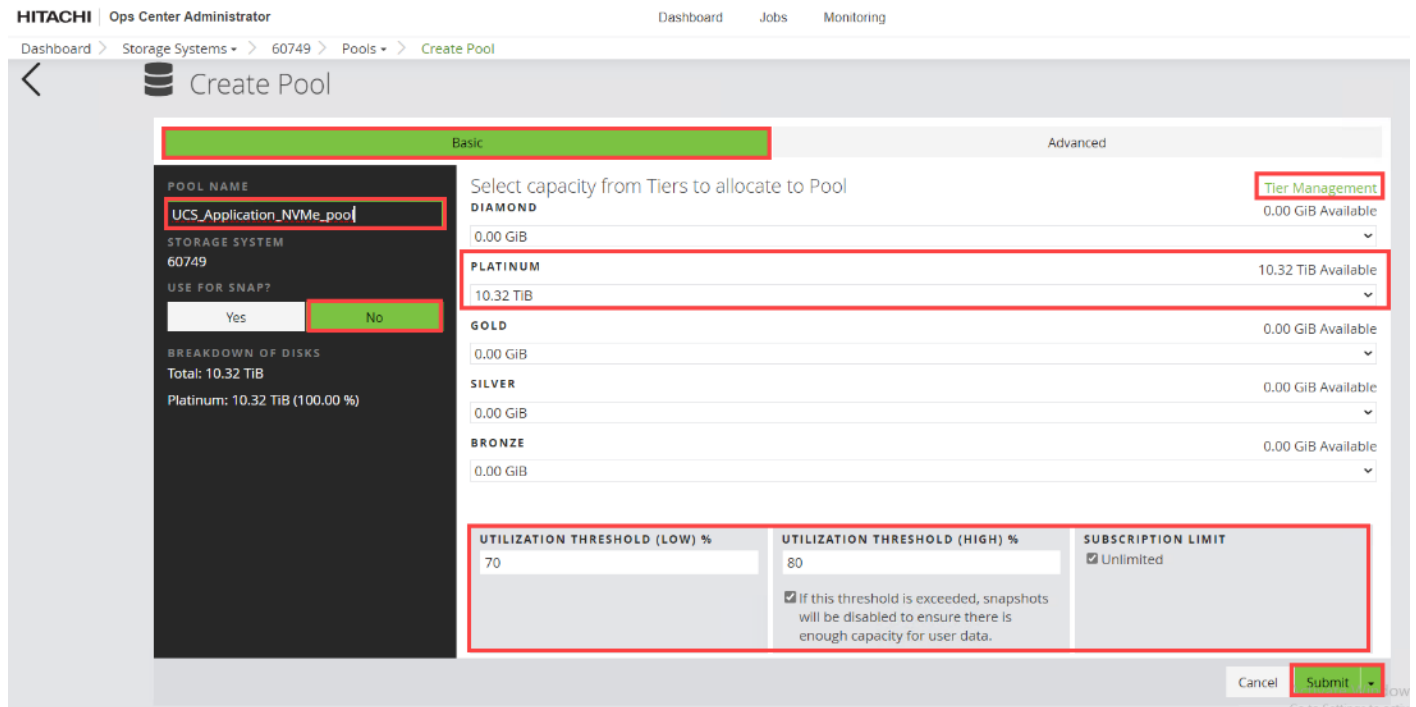 HITACHI Ops Center Administrator
Dashboard Jobs Monitoring
Dashboard Storage Systems 60749 Pools Create Pool
Create Pool
Basic
Advanced
POOL NAME
UCS_Application_NVMe_pool
STORAGE SYSTEM
60749
USE FOR SNAP?
Yes No
BREAKDOWN OF DISKS
Total: 10.32 TiB
Platinum: 10.32 TiB (100.00 %)
Select capacity from Tiers to allocate to Pool
Tier Management
DIAMOND
0.00 GiB Available
0.00 GiB
PLATINUM
10.32 TiB Available
10.32 TiB
GOLD
0.00 GiB Available
0.00 GiB
SILVER
0.00 GiB Available
0.00 GiB
BRONZE
0.00 GiB Available
0.00 GiB
UTILIZATION THRESHOLD (LOW) %
70
UTILIZATION THRESHOLD (HIGH) %
80
If this threshold is exceeded, snapshots
will be disabled to ensure there is
enough capacity for user data.
SUBSCRIPTION LIMIT
Unlimited
Cancel Submit